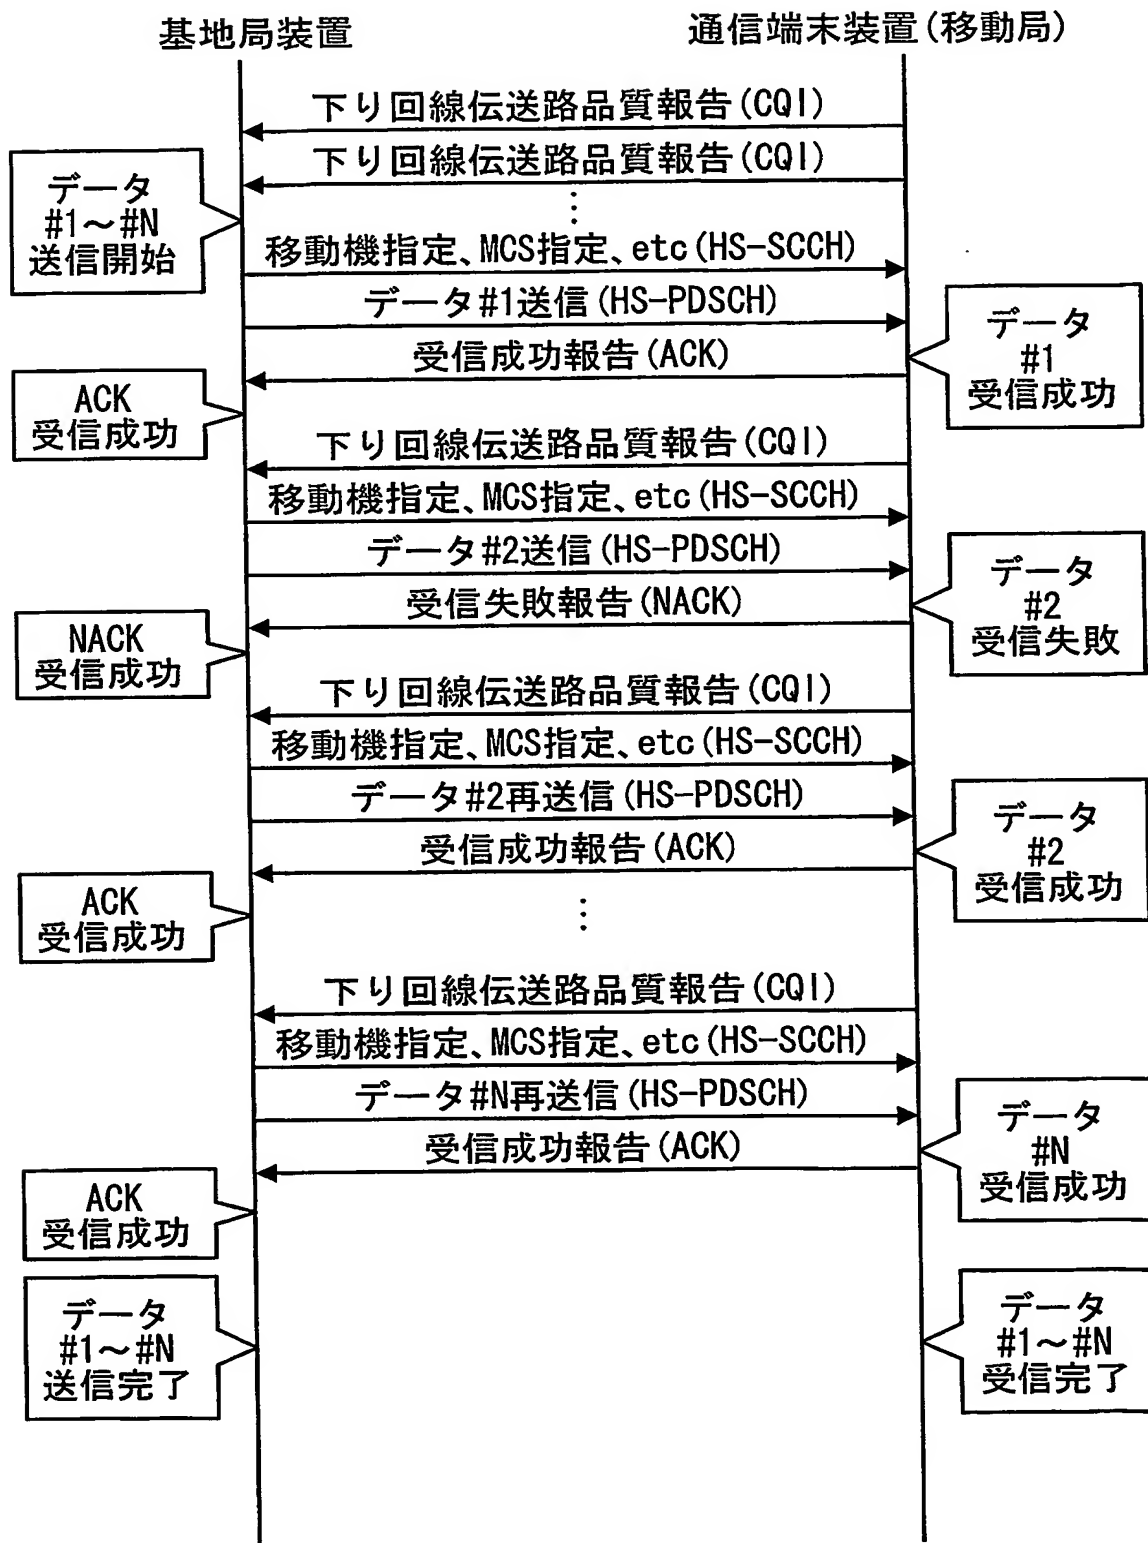 基地局装置
通信端末装置(移動局)
下り回線伝送路品質報告(CQI)
下り回線伝送路品質報告(CQI)
データ
#1～#N
送信開始
移動機指定、MCS指定、etc(HS-SCCH)
データ#1送信(HS-PDSCH)
受信成功報告(ACK)
データ
#1
受信成功
ACK
受信成功
下り回線伝送路品質報告(CQI)
移動機指定、MCS指定、etc(HS-SCCH)
データ#2送信(HS-PDSCH)
受信失敗報告(NACK)
データ
#2
受信失敗
NACK
受信成功
下り回線伝送路品質報告(CQI)
移動機指定、MCS指定、etc(HS-SCCH)
データ#2再送信(HS-PDSCH)
受信成功報告(ACK)
データ
#2
受信成功
ACK
受信成功
下り回線伝送路品質報告(CQI)
移動機指定、MCS指定、etc(HS-SCCH)
データ#N再送信(HS-PDSCH)
受信成功報告(ACK)
データ
#N
受信成功
ACK
受信成功
データ
#1～#N
送信完了
データ
#1～#N
受信完了